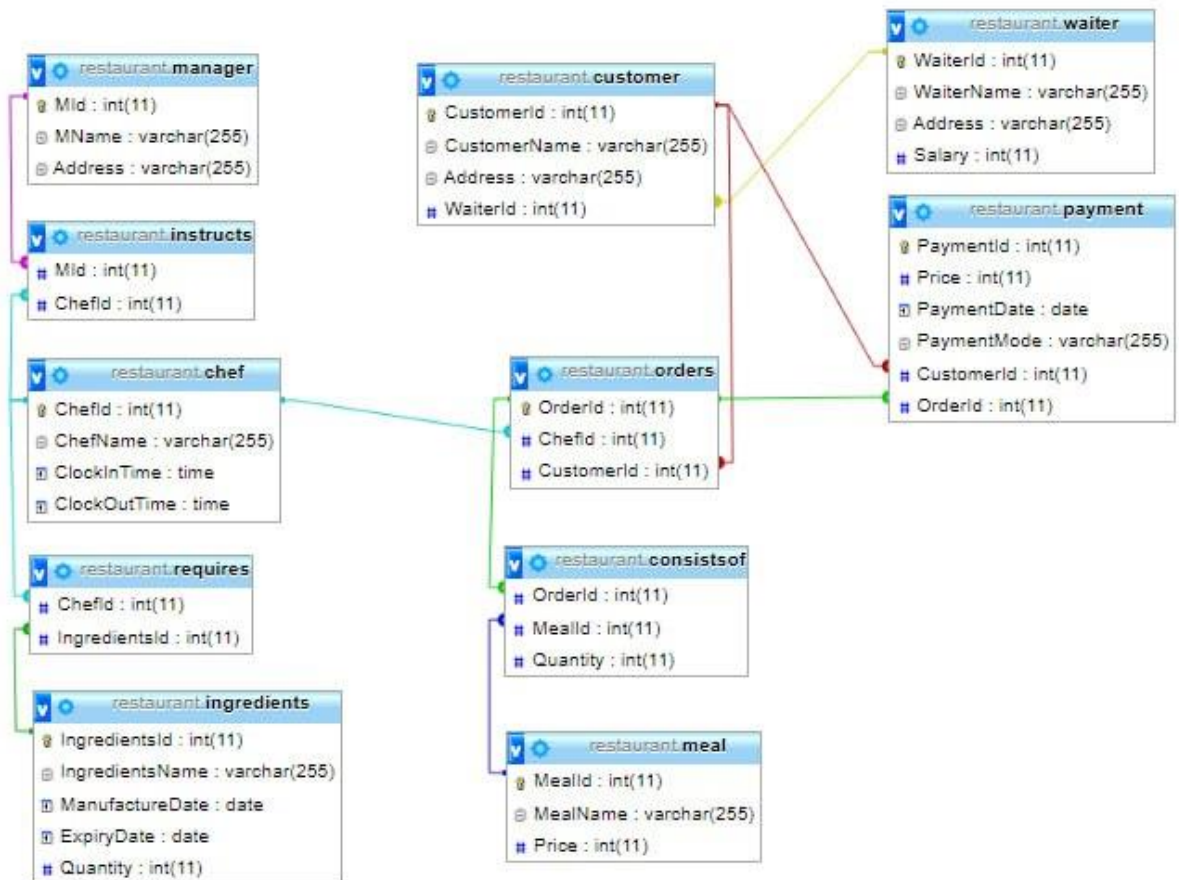 restaurant.manager
MId : int(11)
MName : varchar(255)
Address : varchar(255)
restaurant.instructs
MId : int(11)
ChefId : int(11)
restaurant.chef
ChefId : int(11)
ChefName : varchar(255)
ClockInTime : time
ClockOutTime : time
restaurant.requires
ChefId : int(11)
IngredientsId : int(11)
restaurant.ingredients
IngredientsId : int(11)
IngredientsName : varchar(255)
ManufactureDate : date
ExpiryDate : date
Quantity : int(11)
restaurant.customer
CustomerId : int(11)
CustomerName : varchar(255)
Address : varchar(255)
WaiterId : int(11)
restaurant.orders
OrderId : int(11)
ChefId : int(11)
CustomerId : int(11)
restaurant.consistsof
OrderId : int(11)
MealId : int(11)
Quantity : int(11)
restaurant.meal
MealId : int(11)
MealName : varchar(255)
Price : int(11)
restaurant.waiter
WaiterId : int(11)
WaiterName : varchar(255)
Address : varchar(255)
Salary : int(11)
restaurant.payment
PaymentId : int(11)
Price : int(11)
PaymentDate : date
PaymentMode : varchar(255)
CustomerId : int(11)
OrderId : int(11)